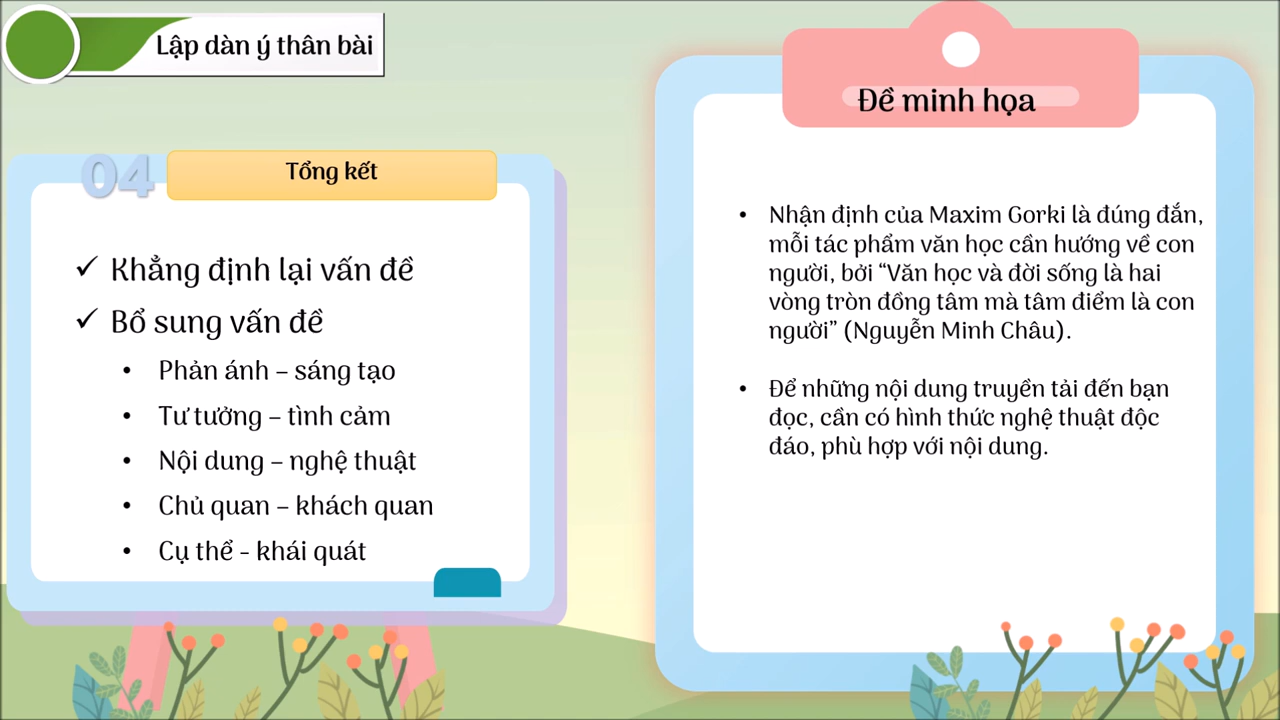 Lập dàn ý thân bài
04
Tổng kết
✓ Khẳng định lại vấn đề
✓ Bổ sung vấn đề
• Phản ánh – sáng tạo
• Tư tưởng – tình cảm
• Nội dung – nghệ thuật
• Chủ quan – khách quan
• Cụ thể - khái quát
Đề minh họa
• Nhận định của Maxim Gorki là đúng đắn,
mỗi tác phẩm văn học cần hướng về con
người, bởi “Văn học và đời sống là hai
vòng tròn đồng tâm mà tâm điểm là con
người” (Nguyễn Minh Châu).
• Để những nội dung truyền tải đến bạn
đọc, cần có hình thức nghệ thuật độc
đáo, phù hợp với nội dung.